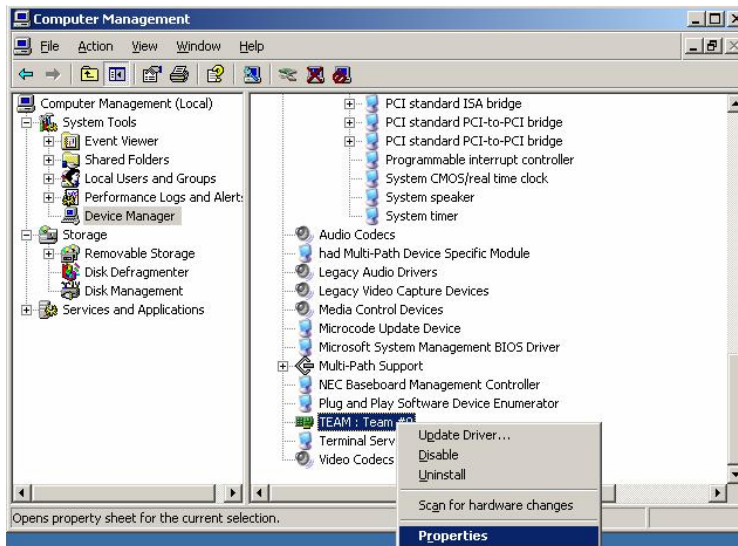 Computer Management
File Action View Window Help
Computer Management (Local)
System Tools
Event Viewer
Shared Folders
Local Users and Groups
Performance Logs and Alert
Device Manager
Storage
Removable Storage
Disk Defragmenter
Disk Management
Services and Applications
PCI standard ISA bridge
PCI standard PCI-to-PCI bridge
PCI standard PCI-to-PCI bridge
Programmable interrupt controller
System CMOS/real time clock
System speaker
System timer
Audio Codecs
had Multi-Path Device Specific Module
Legacy Audio Drivers
Legacy Video Capture Devices
Media Control Devices
Microcode Update Device
Microsoft System Management BIOS Driver
Multi-Path Support
NEC Baseboard Management Controller
Plug and Play Software Device Enumerator
TEAM : Team
Terminal Serv
Video Codecs
Update Driver...
Disable
Uninstall
Scan for hardware changes
Properties
Opens property sheet for the current selection.